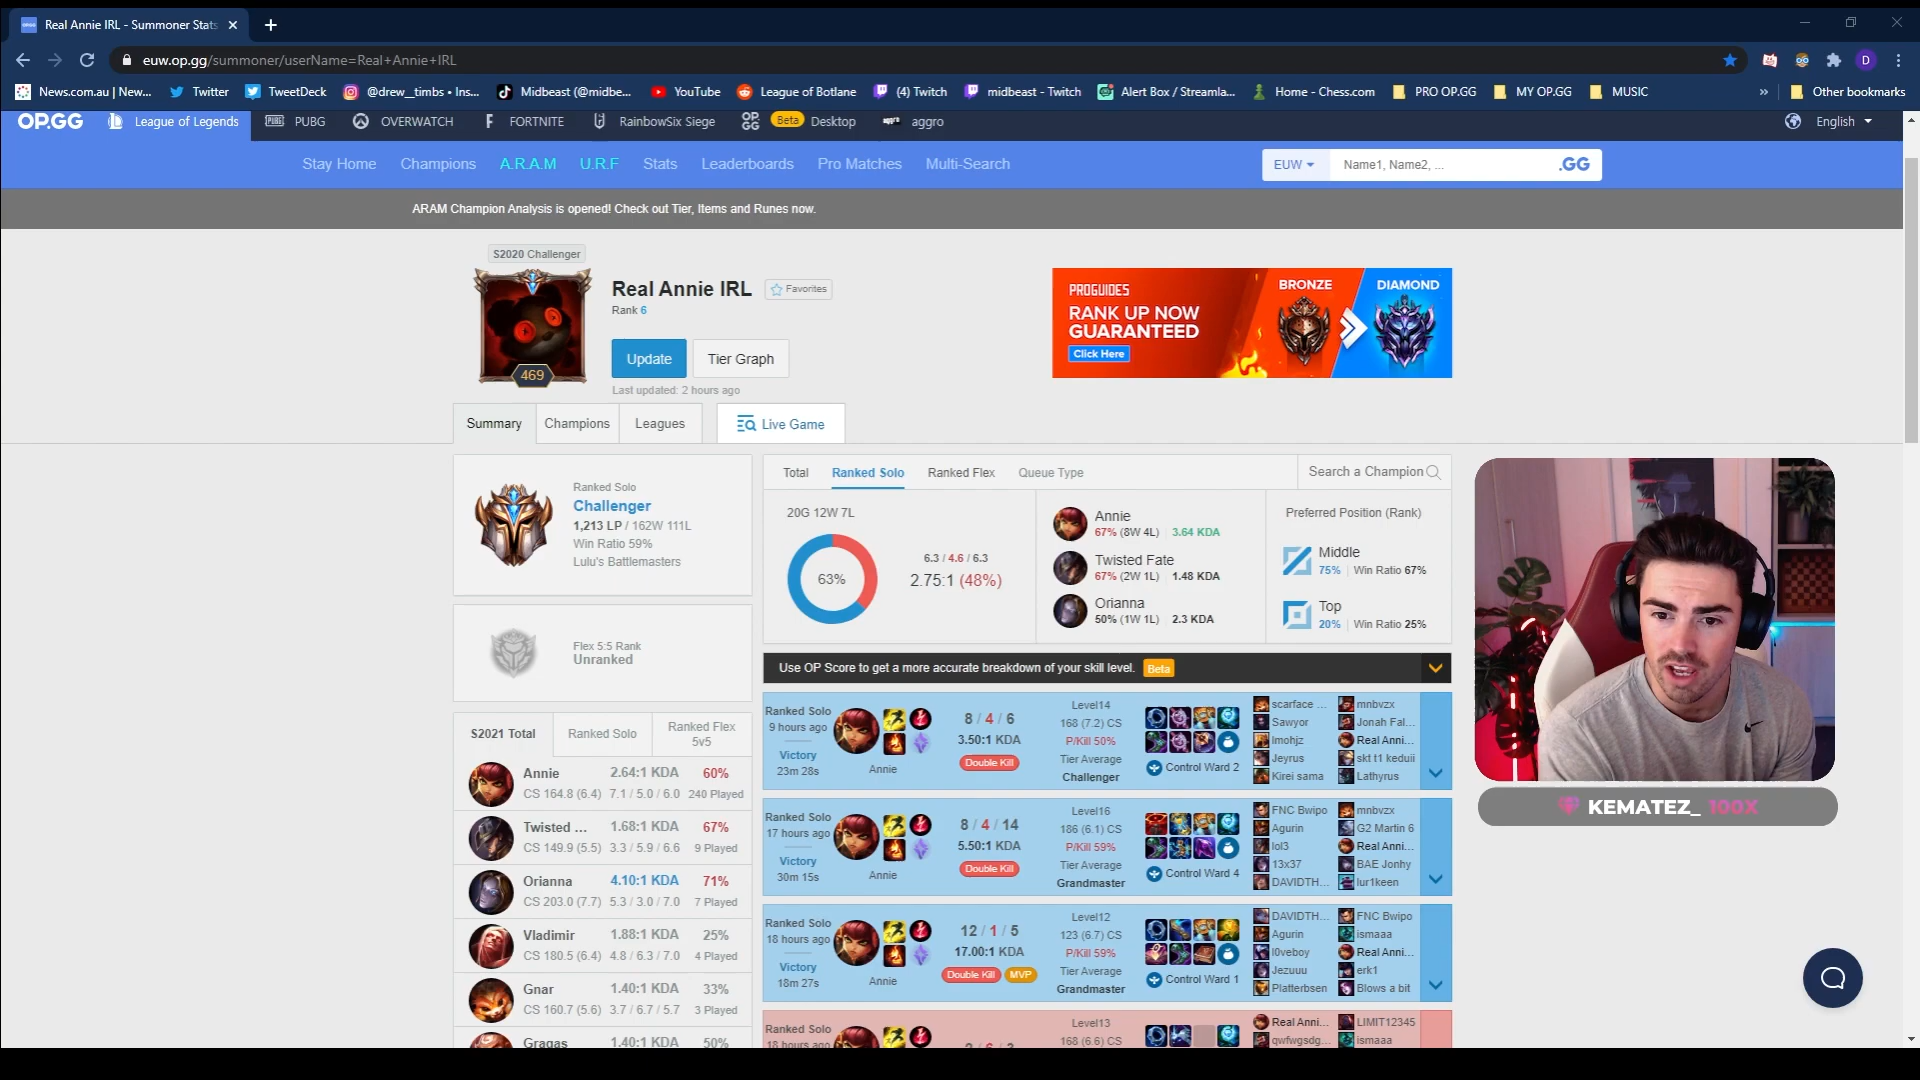 Real Annie IRL - Summoner Stats
euw.op.gg/summoner/userName=Real+Annie+IRL
D
News.com.au | New... Twitter TweetDeck @drew__timbs • Ins... Midbeast (@midbe... YouTube League of Botlane (4) Twitch midbeast - Twitch Alert Box / Streamla... Home - Chess.com PRO OP.GG MY OP.GG MUSIC » Other bookmarks
OP.GG League of Legends PUBG OVERWATCH FORTNITE RainbowSix Siege OP.GG Beta Desktop aggro English
Stay Home Champions A.R.A.M U.R.F Stats Leaderboards Pro Matches Multi-Search EUW Name1, Name2, ... .GG
ARAM Champion Analysis is opened! Check out Tier, Items and Runes now.
S2020 Challenger
469
Real Annie IRL Favorites
Rank 6
Update Tier Graph
Last updated: 2 hours ago
PROGUIDES
RANK UP NOW
GUARANTEED
Click Here
BRONZE
DIAMOND
Summary Champions Leagues Live Game
Ranked Solo
Challenger
1,213 LP / 162W 111L
Win Ratio 59%
Lulu's Battlemasters
Flex 5:5 Rank
Unranked
S2021 Total Ranked Solo Ranked Flex 5v5
Annie 2.64:1 KDA 60%
CS 164.8 (6.4) 7.1 / 5.0 / 6.0 240 Played
Twisted ... 1.68:1 KDA 67%
CS 149.9 (5.5) 3.3 / 5.9 / 6.6 9 Played
Orianna 4.10:1 KDA 71%
CS 203.0 (7.7) 5.3 / 3.0 / 7.0 7 Played
Vladimir 1.88:1 KDA 25%
CS 180.5 (6.4) 4.8 / 6.3 / 7.0 4 Played
Gnar 1.40:1 KDA 33%
CS 160.7 (5.6) 3.7 / 6.7 / 5.7 3 Played
Gragas 1.40:1 KDA 50%
Total Ranked Solo Ranked Flex Queue Type Search a Champion
20G 12W 7L
63%
6.3 / 4.6 / 6.3
2.75:1 (48%)
Annie
67% (8W 4L) 3.64 KDA
Twisted Fate
67% (2W 1L) 1.48 KDA
Orianna
50% (1W 1L) 2.3 KDA
Preferred Position (Rank)
Middle
75% Win Ratio 67%
Top
20% Win Ratio 25%
Use OP Score to get a more accurate breakdown of your skill level. Beta
Ranked Solo
9 hours ago
Victory
23m 28s
Annie
8 / 4 / 6
3.50:1 KDA
Double Kill
Level14
168 (7.2) CS
P/Kill 50%
Tier Average
Challenger
Control Ward 2
scarface ... mnbvzx
Sawyor Jonah Fal...
lmohjz Real Anni...
Jeyrus skt t1 keduii
Kirei sama Lathyrus
Ranked Solo
17 hours ago
Victory
30m 15s
Annie
8 / 4 / 14
5.50:1 KDA
Double Kill
Level16
186 (6.1) CS
P/Kill 59%
Tier Average
Grandmaster
Control Ward 4
FNC Bwipo mnbvzx
Agurin G2 Martin 6
lol3 Real Anni...
13x37 BAE Jonhy
DAVIDTH... lur1keen
Ranked Solo
18 hours ago
Victory
18m 27s
Annie
12 / 1 / 5
17.00:1 KDA
Double Kill MVP
Level12
123 (6.7) CS
P/Kill 59%
Tier Average
Grandmaster
Control Ward 1
DAVIDTH... FNC Bwipo
Agurin ismaaa
l0veboy Real Anni...
Jezuuu erk1
Platterbsen Blows a bit
Ranked Solo
18 hours ago
Level13
168 (6.6) CS
Real Anni... LIMIT12345
qwfwgsdg... ismaaa
KEMATEZ_ 100X